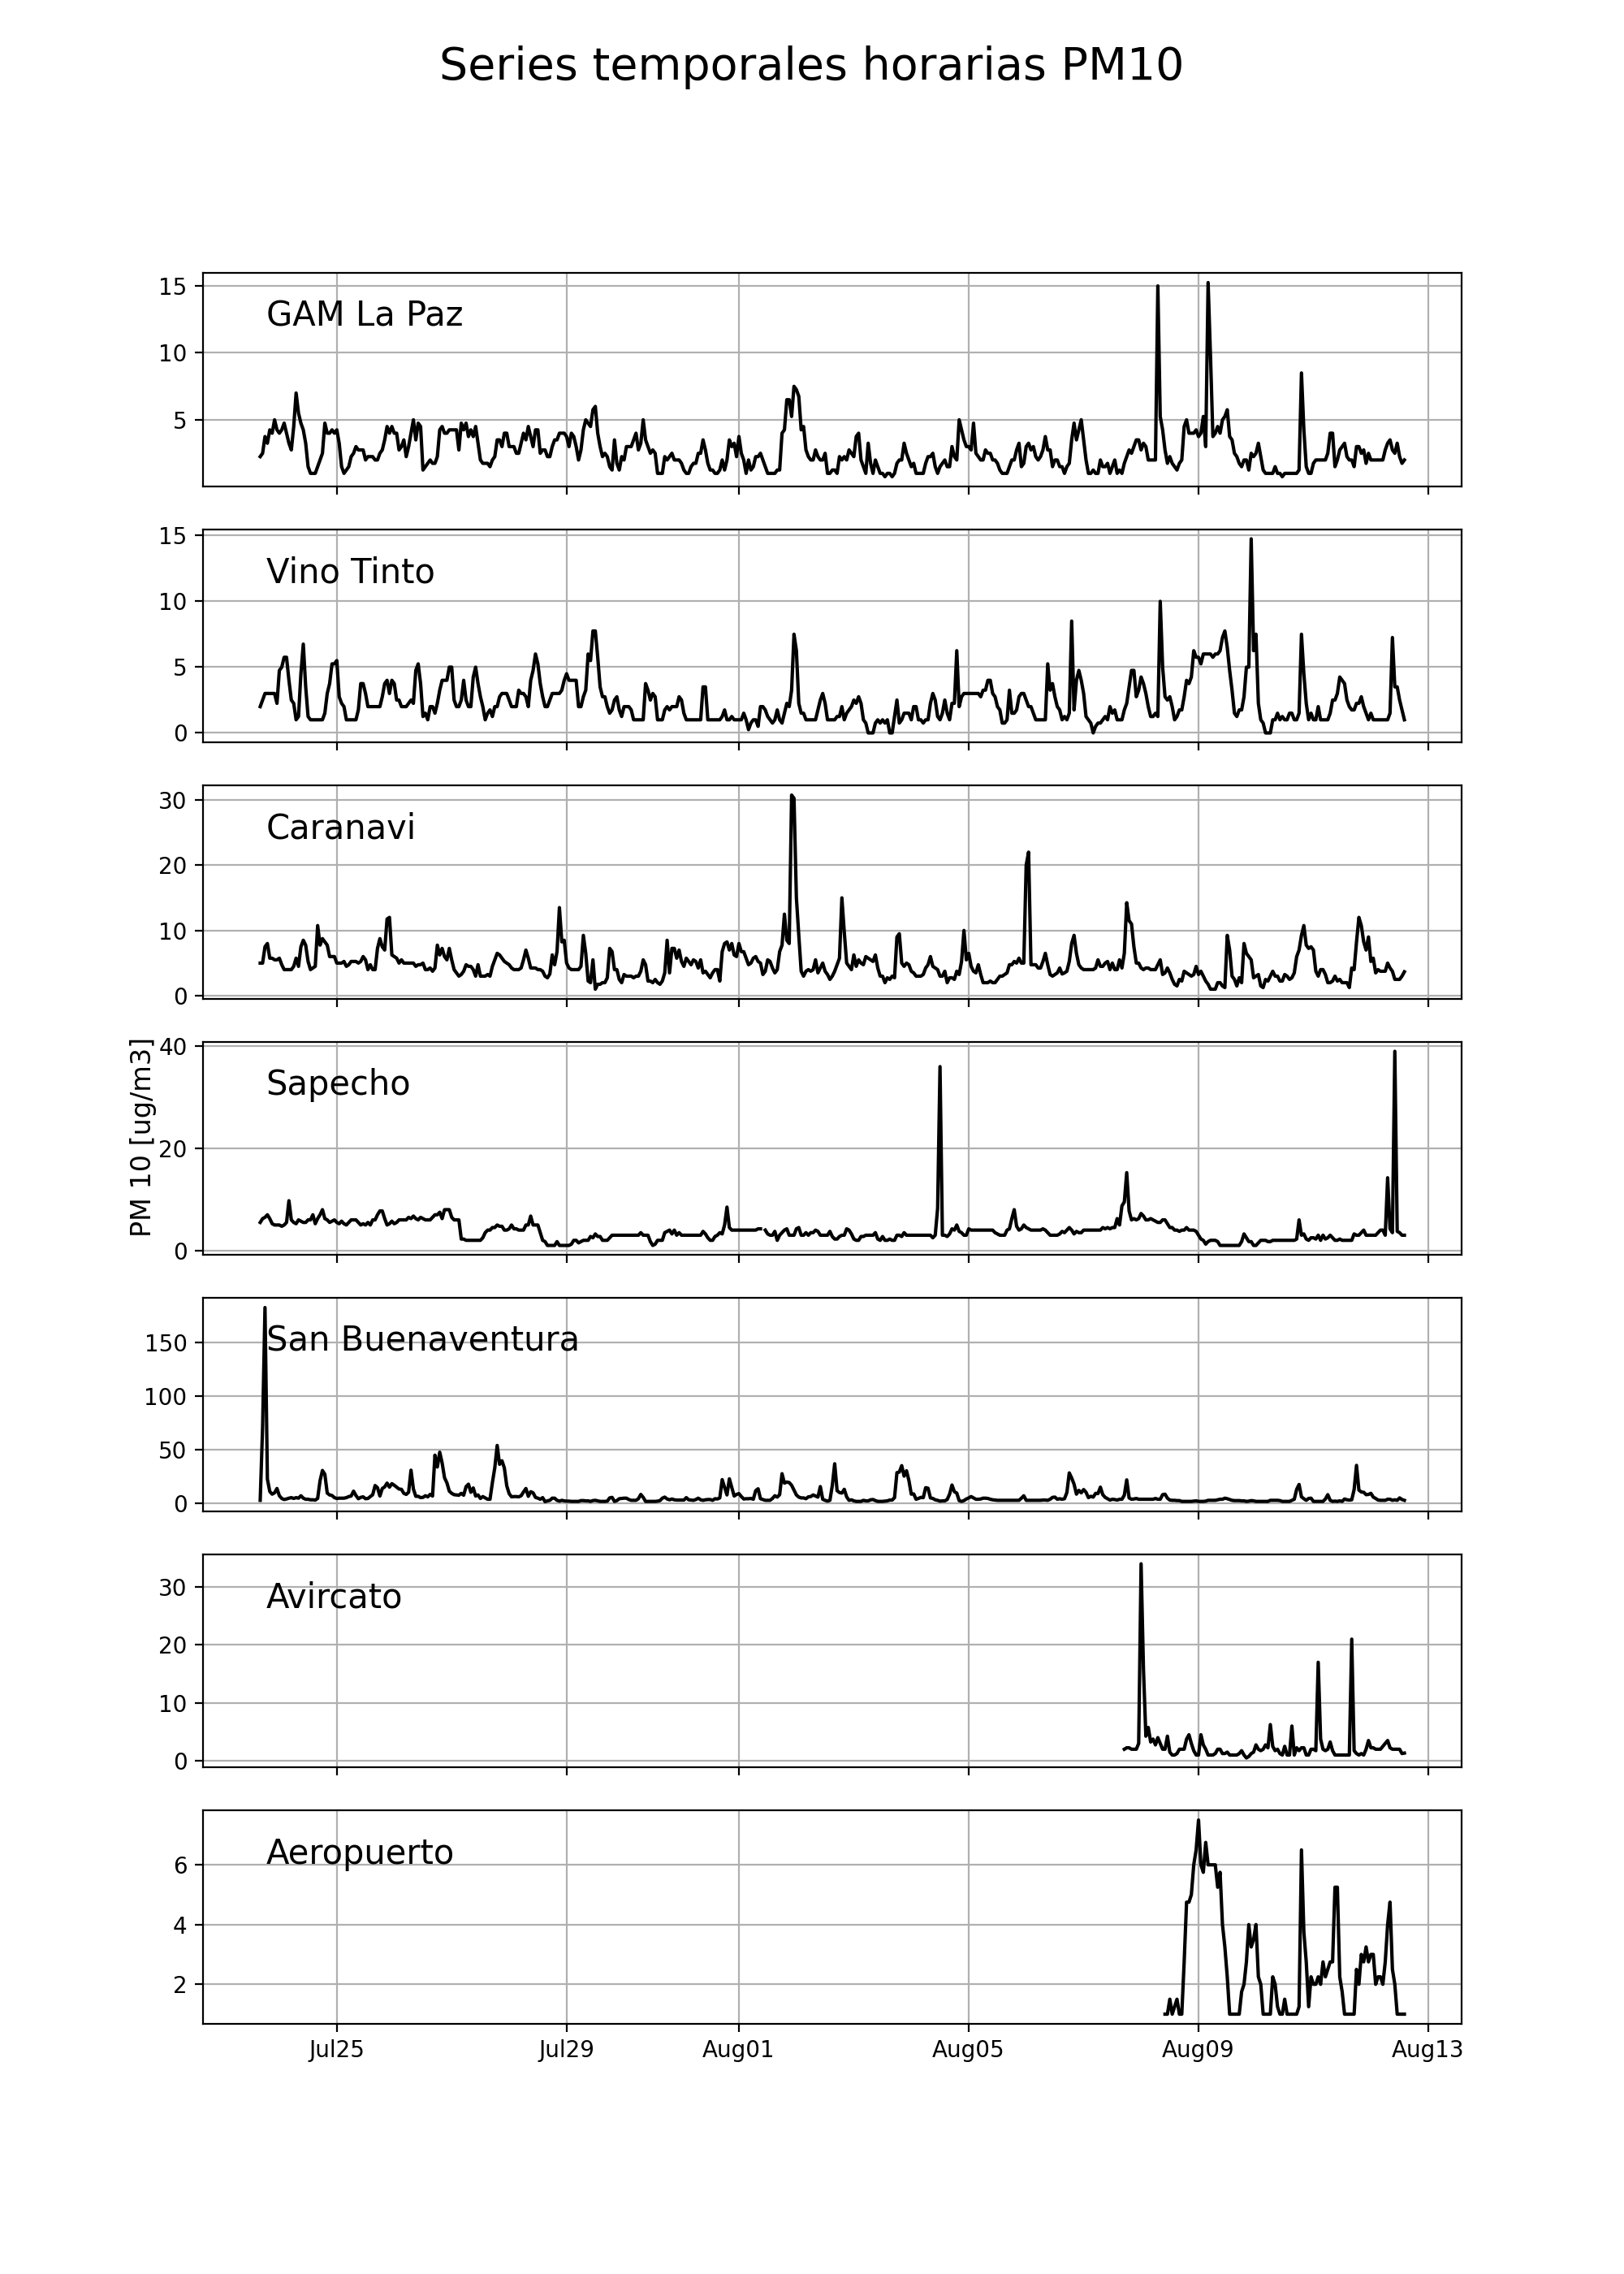 Series temporales horarias PM10
15
10
5
GAM La Paz
15
10
5
0
Vino Tinto
30
20
10
0
Caranavi
PM 10 [ug/m3]
40
20
0
Sapecho
150
100
50
0
San Buenaventura
30
20
10
0
Avircato
6
4
2
Aeropuerto
Jul25 Jul29 Aug01 Aug05 Aug09 Aug13